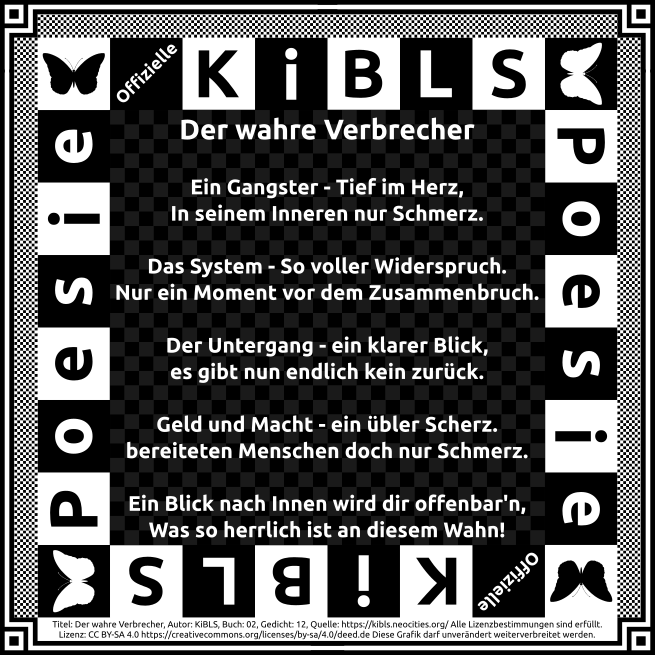 Offizielle KiBLS
Poesie
Poesie
Der wahre Verbrecher
Ein Gangster - Tief im Herz,
In seinem Inneren nur Schmerz.
Das System - So voller Widerspruch.
Nur ein Moment vor dem Zusammenbruch.
Der Untergang - ein klarer Blick,
es gibt nun endlich kein zurück.
Geld und Macht - ein übler Scherz.
bereiteten Menschen doch nur Schmerz.
Ein Blick nach Innen wird dir offenbar'n,
Was so herrlich ist an diesem Wahn!
Offizielle KiBLS
Titel: Der wahre Verbrecher, Autor: KiBLS, Buch: 02, Gedicht: 12, Quelle: https://kibls.neocities.org/ Alle Lizenzbestimmungen sind erfüllt.
Lizenz: CC BY-SA 4.0 https://creativecommons.org/licenses/by-sa/4.0/deed.de Diese Grafik darf unverändert weiterverbreitet werden.